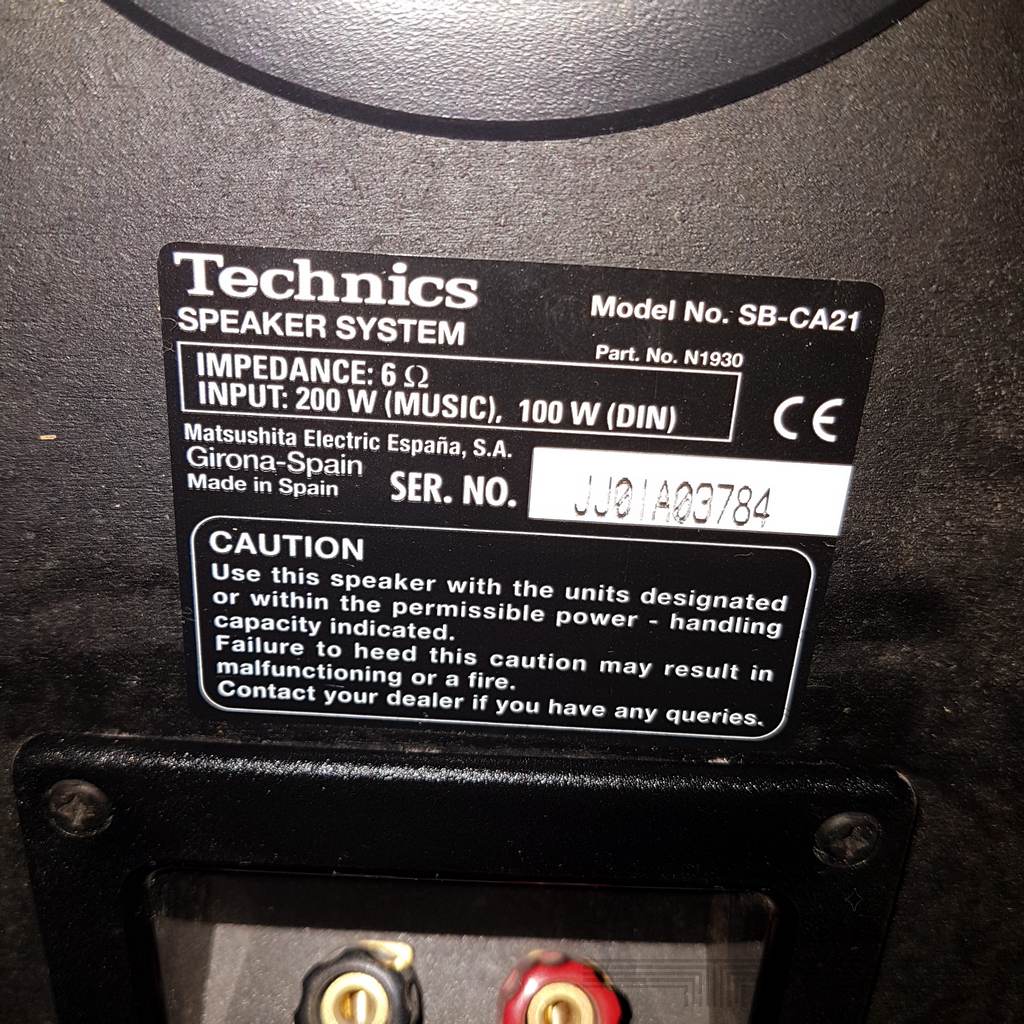 Technics
SPEAKER SYSTEM
Model No. SB-CA21
Part. No. N1930
IMPEDANCE: 6 Ω
INPUT: 200 W (MUSIC), 100 W (DIN)
CE
Matsushita Electric España, S.A.
Girona-Spain
Made in Spain
SER. NO. JJ01A03784
CAUTION
Use this speaker with the units designated
or within the permissible power - handling
capacity indicated.
Failure to heed this caution may result in
malfunctioning or a fire.
Contact your dealer if you have any queries.